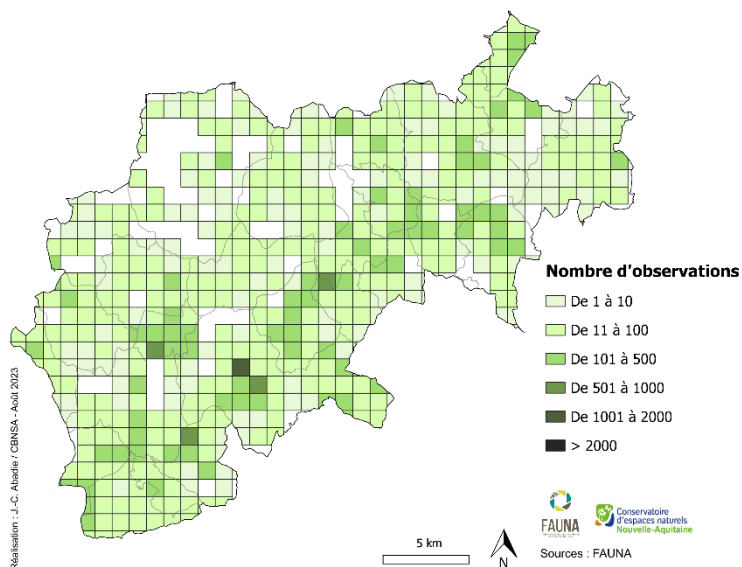 Nombre d'observations
De 1 à 10
De 11 à 100
De 101 à 500
De 501 à 1000
De 1001 à 2000
> 2000
Réalisation : J.-C. Abadie / CBNSA - Août 2023
5 km
N
FAUNA
Conservatoire
d'espaces naturels
Nouvelle-Aquitaine
Sources : FAUNA